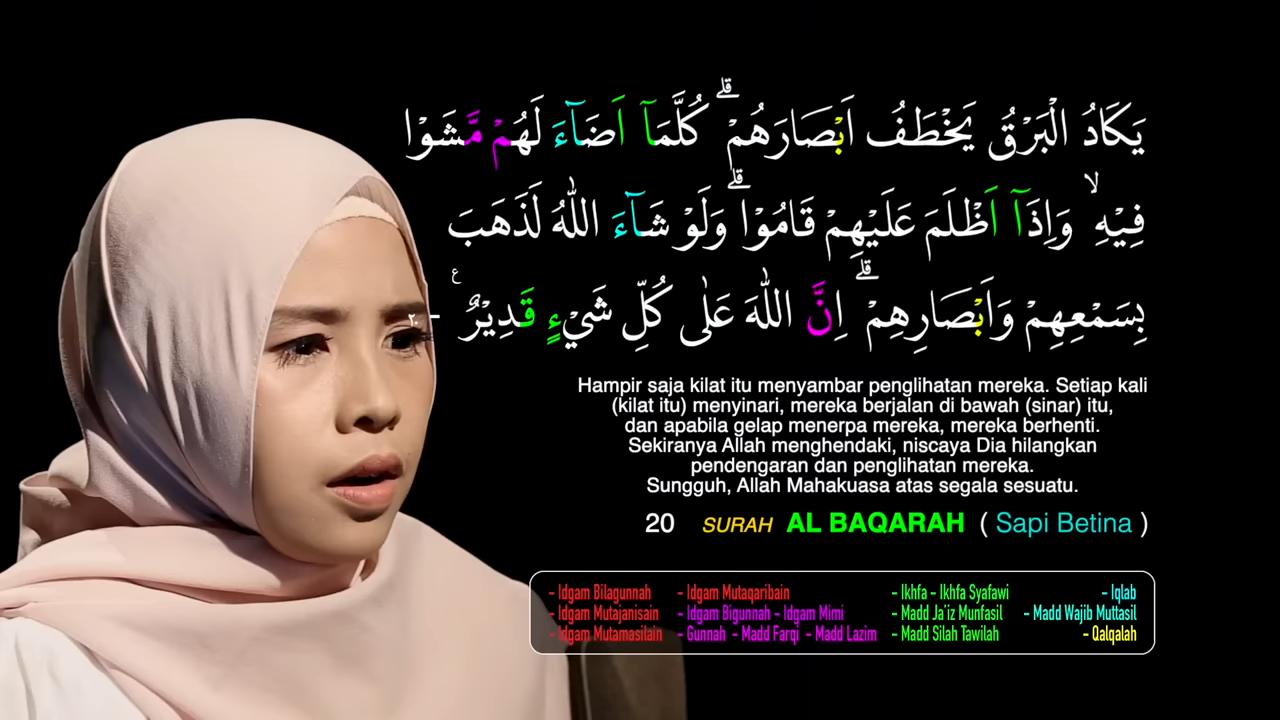 يَكَادُ الْبَرْقُ يَخْطَفُ اَبْصَارَهُمْ ۗ كُلَّمَآ اَضَاۤءَ لَهُمْ مَّشَوْا
فِيْهِ ۙ وَاِذَآ اَظْلَمَ عَلَيْهِمْ قَامُوْا ۗ وَلَوْ شَاۤءَ اللّٰهُ لَذَهَبَ
بِسَمْعِهِمْ وَاَبْصَارِهِمْ ۗ اِنَّ اللّٰهَ عَلٰى كُلِّ شَيْءٍ قَدِيْرٌ ࣖ - ٢٠
Hampir saja kilat itu menyambar penglihatan mereka. Setiap kali
(kilat itu) menyinari, mereka berjalan di bawah (sinar) itu,
dan apabila gelap menerpa mereka, mereka berhenti.
Sekiranya Allah menghendaki, niscaya Dia hilangkan
pendengaran dan penglihatan mereka.
Sungguh, Allah Mahakuasa atas segala sesuatu.
20 SURAH AL BAQARAH ( Sapi Betina )
- Idgam Bilagunnah - Idgam Mutaqaribain - Ikhfa - Ikhfa Syafawi - Iqlab
- Idgam Mutajanisain - Idgam Bigunnah - Idgam Mimi - Madd Ja'iz Munfasil - Madd Wajib Muttasil
- Idgam Mutamasilain - Gunnah - Madd Farqi - Madd Lazim - Madd Silah Tawilah - Qalqalah